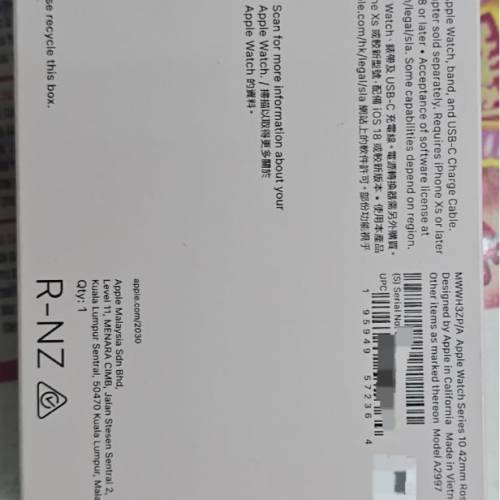 Apple Watch, band, and USB-C Charge Cable.
apter sold separately. Requires iPhone Xs or later
8 or later • Acceptance of software license at
/legal/sla. Some capabilities depend on region.
Watch、錶帶及 USB-C 充電線。電源轉換器需另外購買。
ne Xs 或較新型號，配備 iOS 18 或較新版本 • 使用本產品
le.com/hk/legal/sla 網站上的軟件許可。部份功能視乎
Scan for more information about your
Apple Watch. / 掃描以取得更多關於
Apple Watch 的資料。
se recycle this box.
MWWH3ZP/A Apple Watch Series 10 42mm Ros
Designed by Apple in California Made in Vietn
Other items as marked thereon Model A2997
(S) Serial No.
UPC
1 95949 57236 4
apple.com/2030
Apple Malaysia Sdn Bhd,
Level 11, MENARA CIMB, Jalan Stesen Sentral 2,
Kuala Lumpur Sentral, 50470 Kuala Lumpur, Mala
Qty: 1
R-NZ